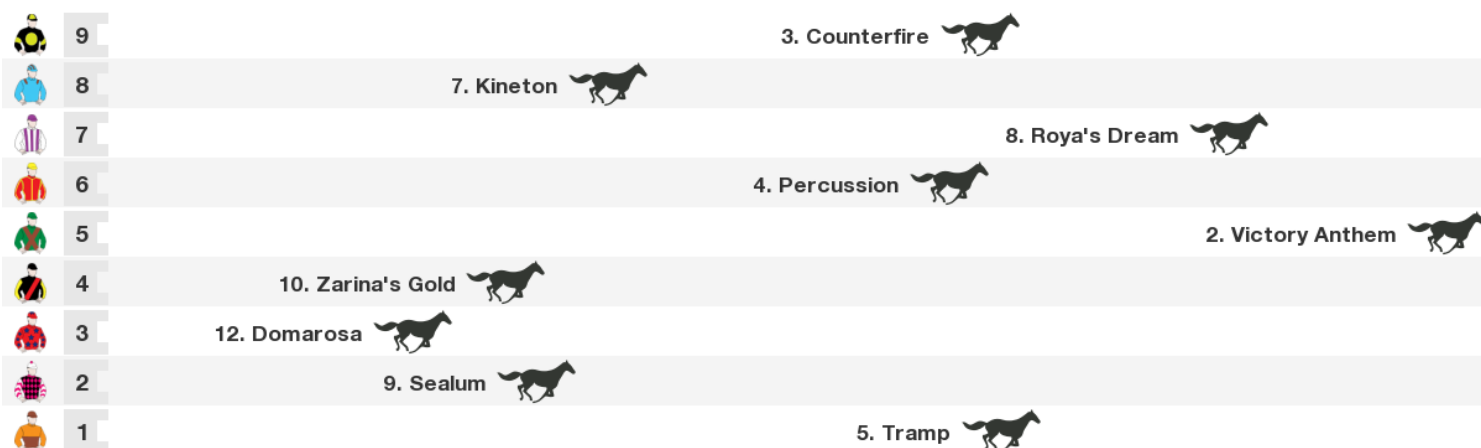 9 3. Counterfire
8 7. Kineton
7 8. Roya's Dream
6 4. Percussion
5 2. Victory Anthem
4 10. Zarina's Gold
3 12. Domarosa
2 9. Sealum
1 5. Tramp